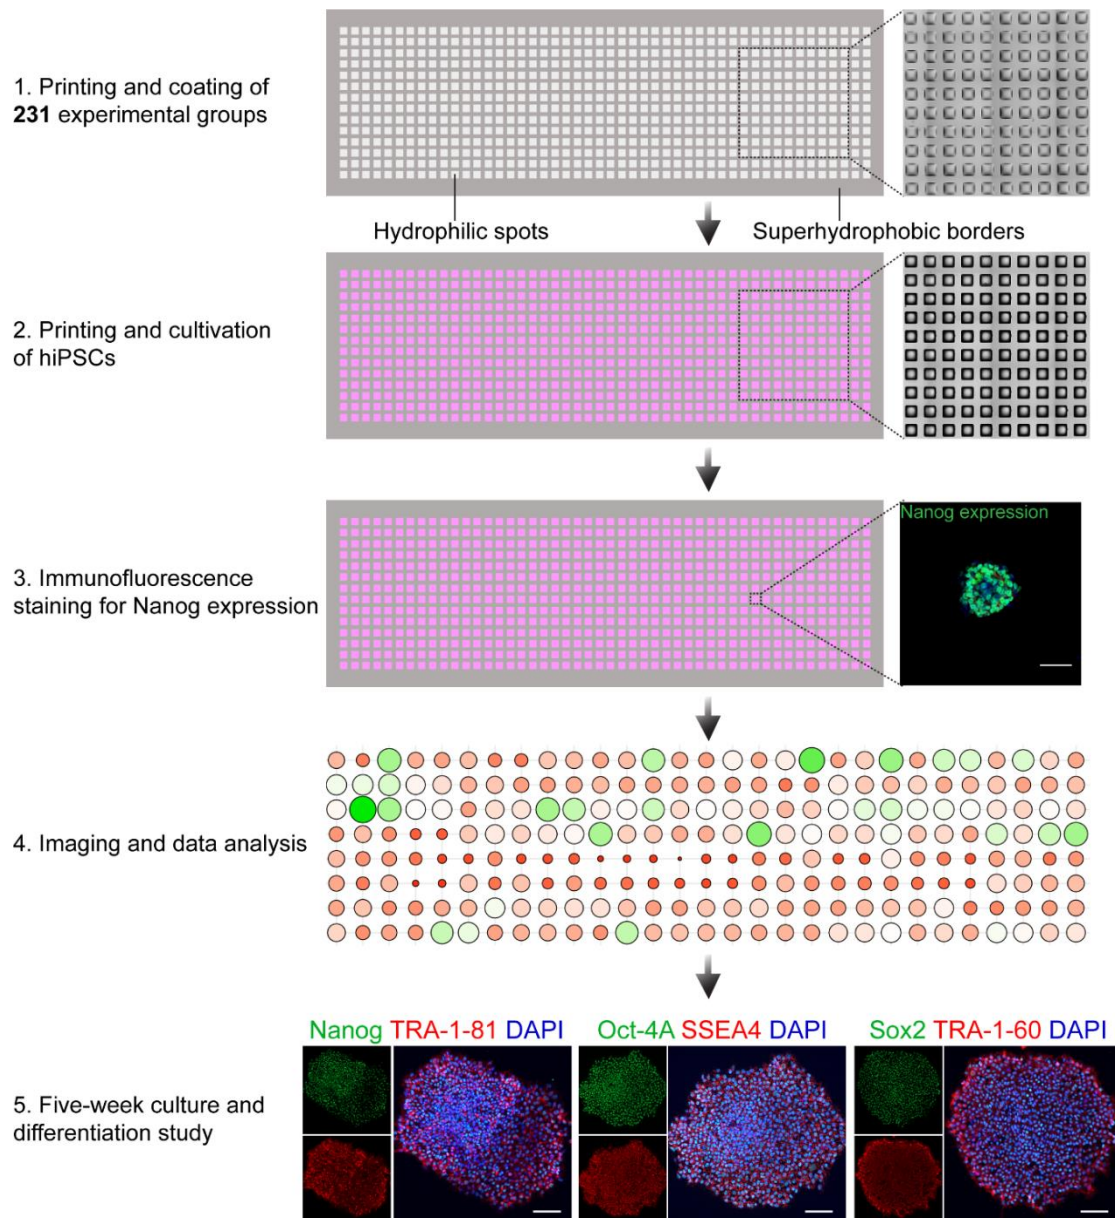 1. Printing and coating of
231 experimental groups
Hydrophilic spots
Superhydrophobic borders
2. Printing and cultivation
of hiPSCs
3. Immunofluorescence
staining for Nanog expression
Nanog expression
4. Imaging and data analysis
Nanog TRA-1-81 DAPI
Oct-4A SSEA4 DAPI
Sox2 TRA-1-60 DAPI
5. Five-week culture and
differentiation study